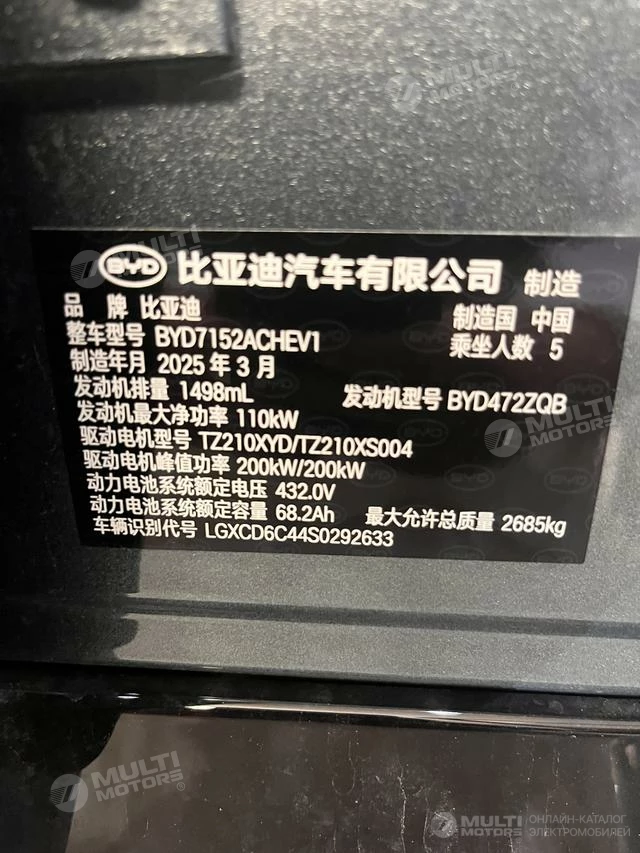 BYD 比亚迪汽车有限公司 制造
品 牌 比亚迪 制造国 中国
整车型号 BYD7152ACHEV1 乘坐人数 5
制造年月 2025年3月
发动机排量 1498mL 发动机型号 BYD472ZQB
发动机最大净功率 110kW
驱动电机型号 TZ210XYD/TZ210XS004
驱动电机峰值功率 200kW/200kW
动力电池系统额定电压 432.0V
动力电池系统额定容量 68.2Ah 最大允许总质量 2685kg
车辆识别代号 LGXCD6C44S0292633
MULTI MOTORS
MULTI MOTORS
MULTI MOTORS
MULTI MOTORS
MULTI MOTORS ОНЛАЙН-КАТАЛОГ ЭЛЕКТРОМОБИЛЕЙ